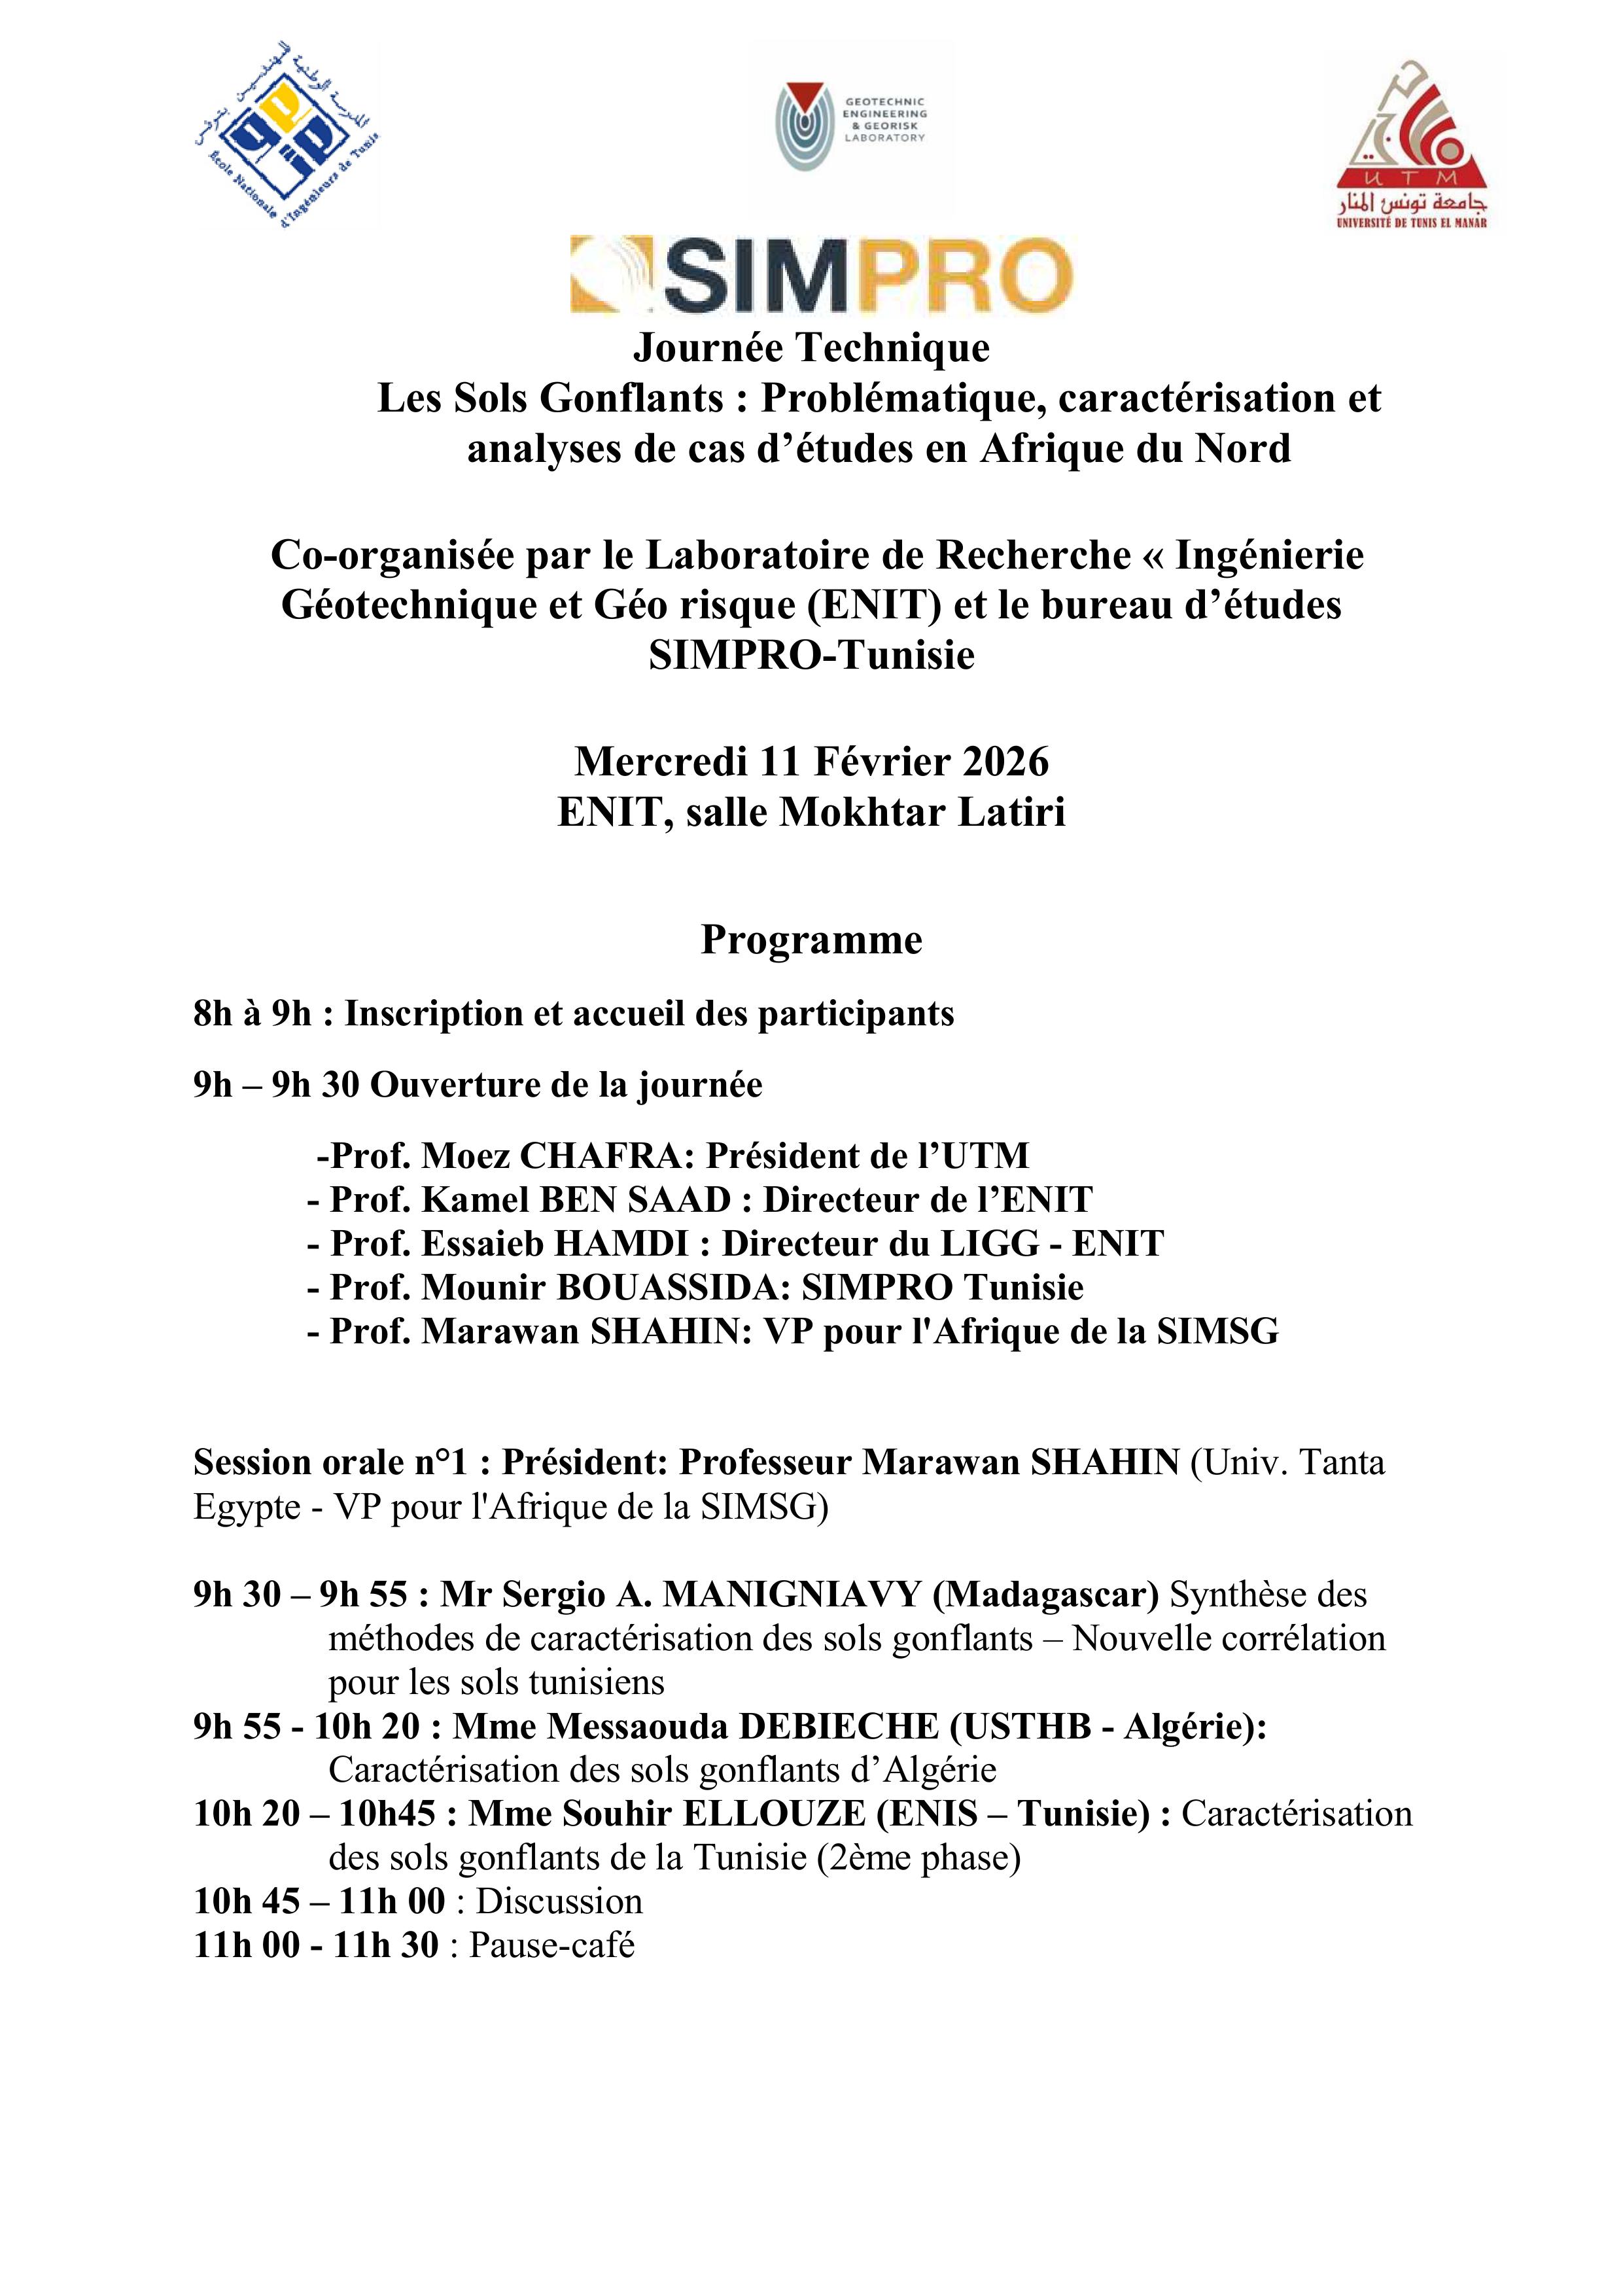 المدرسة الوطنية للمهندسين بتونس
École Nationale d'Ingénieurs de Tunis
GEOTECHNIC
ENGINEERING
& GEORISK
LABORATORY
U T M
جامعة تونس المنار
UNIVERSITÉ DE TUNIS EL MANAR
SIMPRO
Journée Technique
Les Sols Gonflants : Problématique, caractérisation et
analyses de cas d’études en Afrique du Nord
Co-organisée par le Laboratoire de Recherche « Ingénierie
Géotechnique et Géo risque (ENIT) et le bureau d’études
SIMPRO-Tunisie
Mercredi 11 Février 2026
ENIT, salle Mokhtar Latiri
Programme
8h à 9h : Inscription et accueil des participants
9h – 9h 30 Ouverture de la journée
-Prof. Moez CHAFRA: Président de l’UTM
- Prof. Kamel BEN SAAD : Directeur de l’ENIT
- Prof. Essaieb HAMDI : Directeur du LIGG - ENIT
- Prof. Mounir BOUASSIDA: SIMPRO Tunisie
- Prof. Marawan SHAHIN: VP pour l'Afrique de la SIMSG
Session orale n°1 : Président: Professeur Marawan SHAHIN (Univ. Tanta
Egypte - VP pour l'Afrique de la SIMSG)
9h 30 – 9h 55 : Mr Sergio A. MANIGNIAVY (Madagascar) Synthèse des
méthodes de caractérisation des sols gonflants – Nouvelle corrélation
pour les sols tunisiens
9h 55 - 10h 20 : Mme Messaouda DEBIECHE (USTHB - Algérie):
Caractérisation des sols gonflants d’Algérie
10h 20 – 10h45 : Mme Souhir ELLOUZE (ENIS – Tunisie) : Caractérisation
des sols gonflants de la Tunisie (2ème phase)
10h 45 – 11h 00 : Discussion
11h 00 - 11h 30 : Pause-café